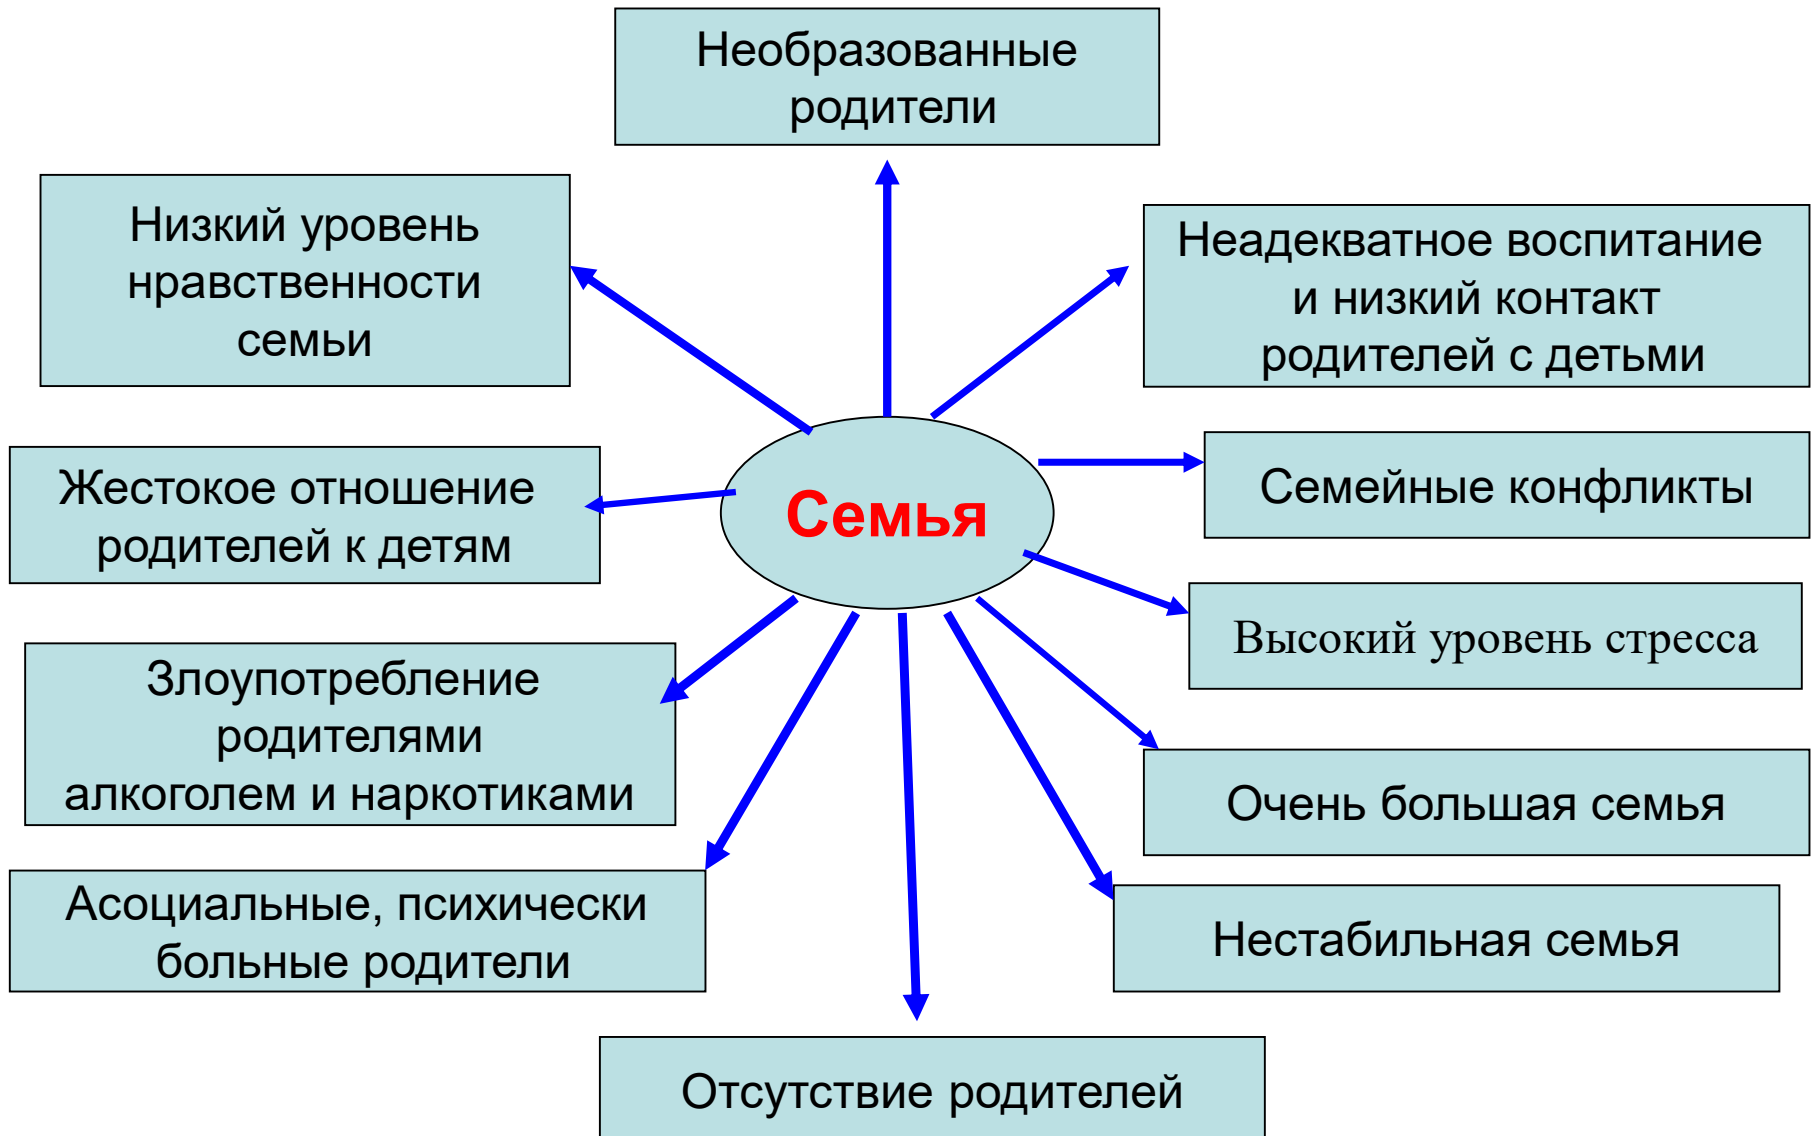 Необразованные
родители
Низкий уровень
нравственности
семьи
Неадекватное воспитание
и низкий контакт
родителей с детьми
Жестокое отношение
родителей к детям
Семья
Семейные конфликты
Высокий уровень стресса
Злоупотребление
родителями
алкоголем и наркотиками
Очень большая семья
Асоциальные, психически
больные родители
Нестабильная семья
Отсутствие родителей